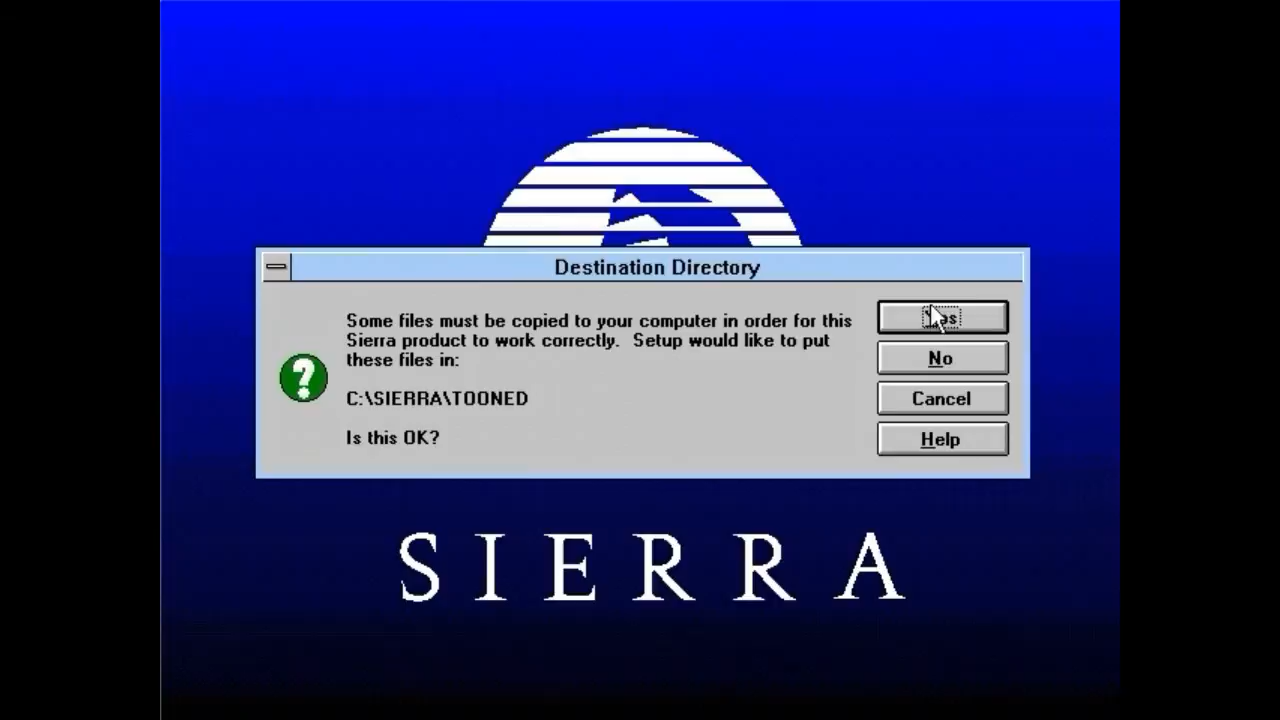 Destination Directory
Some files must be copied to your computer in order for this
Sierra product to work correctly.  Setup would like to put
these files in:
C:\SIERRA\TOONED
Is this OK?
Yes
No
Cancel
Help
SIERRA